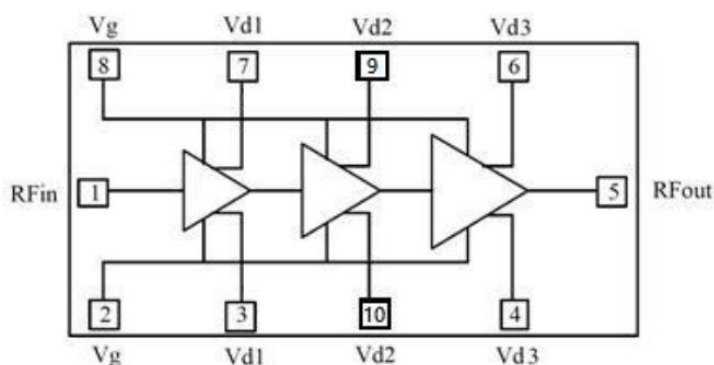 Vg Vd1 Vd2 Vd3
8 7 9 6
RFin 1 5 RFout
2 3 10 4
Vg Vd1 Vd2 Vd3